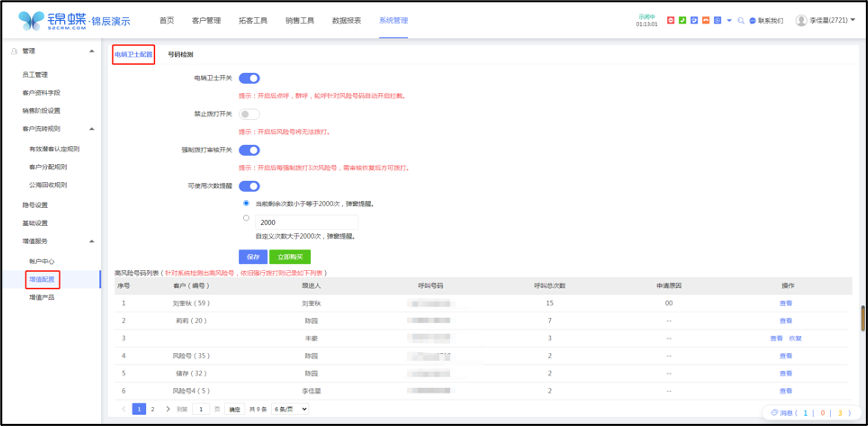 锦蝶·锦辰演示
52CRM.COM
首页 客户管理 拓客工具 销售工具 数据报表 系统管理
示闲中
01:13:01
联系我们 李佳星(2721)
管理
员工管理
客户资料字段
销售阶段设置
客户流转规则
有效潜客认定规则
客户分配规则
公海回收规则
隐号设置
基础设置
增值服务
帐户中心
增值配置
增值产品
电销卫士配置 号码检测
电销卫士开关
提示:开启后点呼,群呼,轮呼针对风险号码自动开启拦截。
禁止拨打开关
提示:开启后风险号将无法拨打。
强制拨打审核开关
提示:开启后每强制拨打3次风险号,需审核恢复后方可拨打。
可使用次数提醒
当前剩余次数小于等于2000次,弹窗提醒。
2000
自定义次数大于2000次,弹窗提醒。
保存 立即购买
高风险号码列表(针对系统检测出高风险号,依旧强行拨打则记录如下列表)
序号 客户(编号) 跟进人 呼叫号码 呼叫总次数 申请原因 操作
1 刘奎秋(59) 刘奎秋 15 00 查看
2 莉莉(20) 陈园 7 -- 查看
3 丰豪 3 -- 查看 恢复
4 风险号(35) 陈园 2 -- 查看
5 储存(32) 陈园 2 -- 查看
6 风险号4(5) 李佳星 2 -- 查看
1 2 到第 1 页 确定 共 9 条 6 条/页
消息( 1 | 0 | 3 )